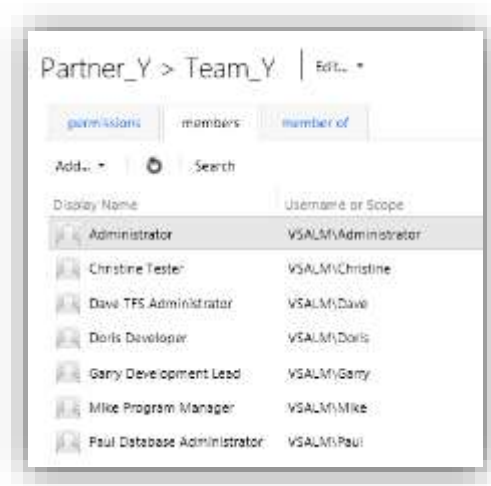 Partner_Y > Team_Y | Edit...
permissions members member of
Add... Search
Display Name Username or Scope
Administrator VSALM\Administrator
Christine Tester VSALM\Christine
Dave TFS Administrator VSALM\Dave
Doris Developer VSALM\Doris
Garry Development Lead VSALM\Garry
Mike Program Manager VSALM\Mike
Paul Database Administrator VSALM\Paul